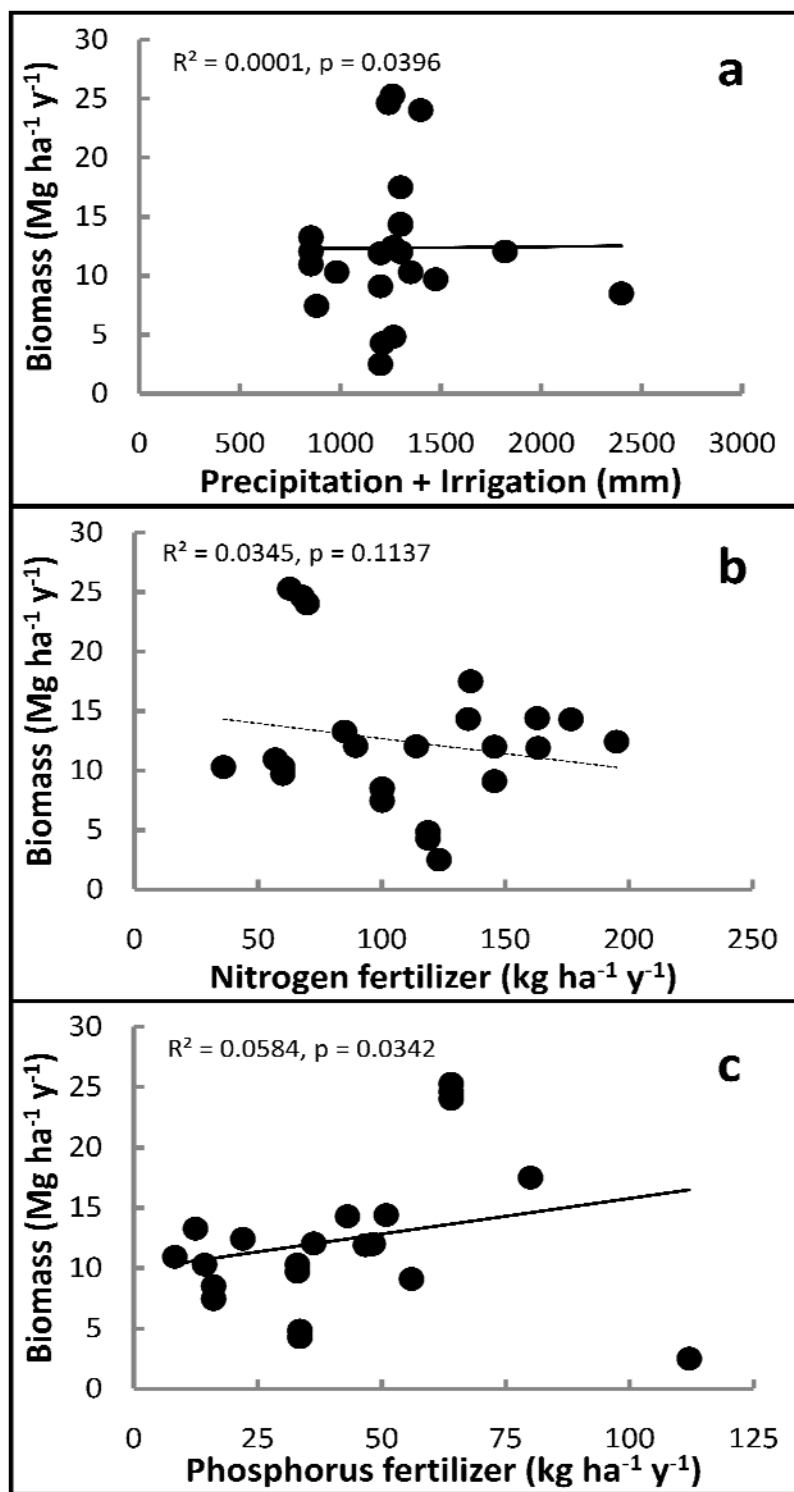 a
R² = 0.0001, p = 0.0396
Biomass (Mg ha⁻¹ y⁻¹)
30
25
20
15
10
5
0
0 500 1000 1500 2000 2500 3000
Precipitation + Irrigation (mm)
b
R² = 0.0345, p = 0.1137
Biomass (Mg ha⁻¹ y⁻¹)
30
25
20
15
10
5
0
0 50 100 150 200 250
Nitrogen fertilizer (kg ha⁻¹ y⁻¹)
c
R² = 0.0584, p = 0.0342
Biomass (Mg ha⁻¹ y⁻¹)
30
25
20
15
10
5
0
0 25 50 75 100 125
Phosphorus fertilizer (kg ha⁻¹ y⁻¹)